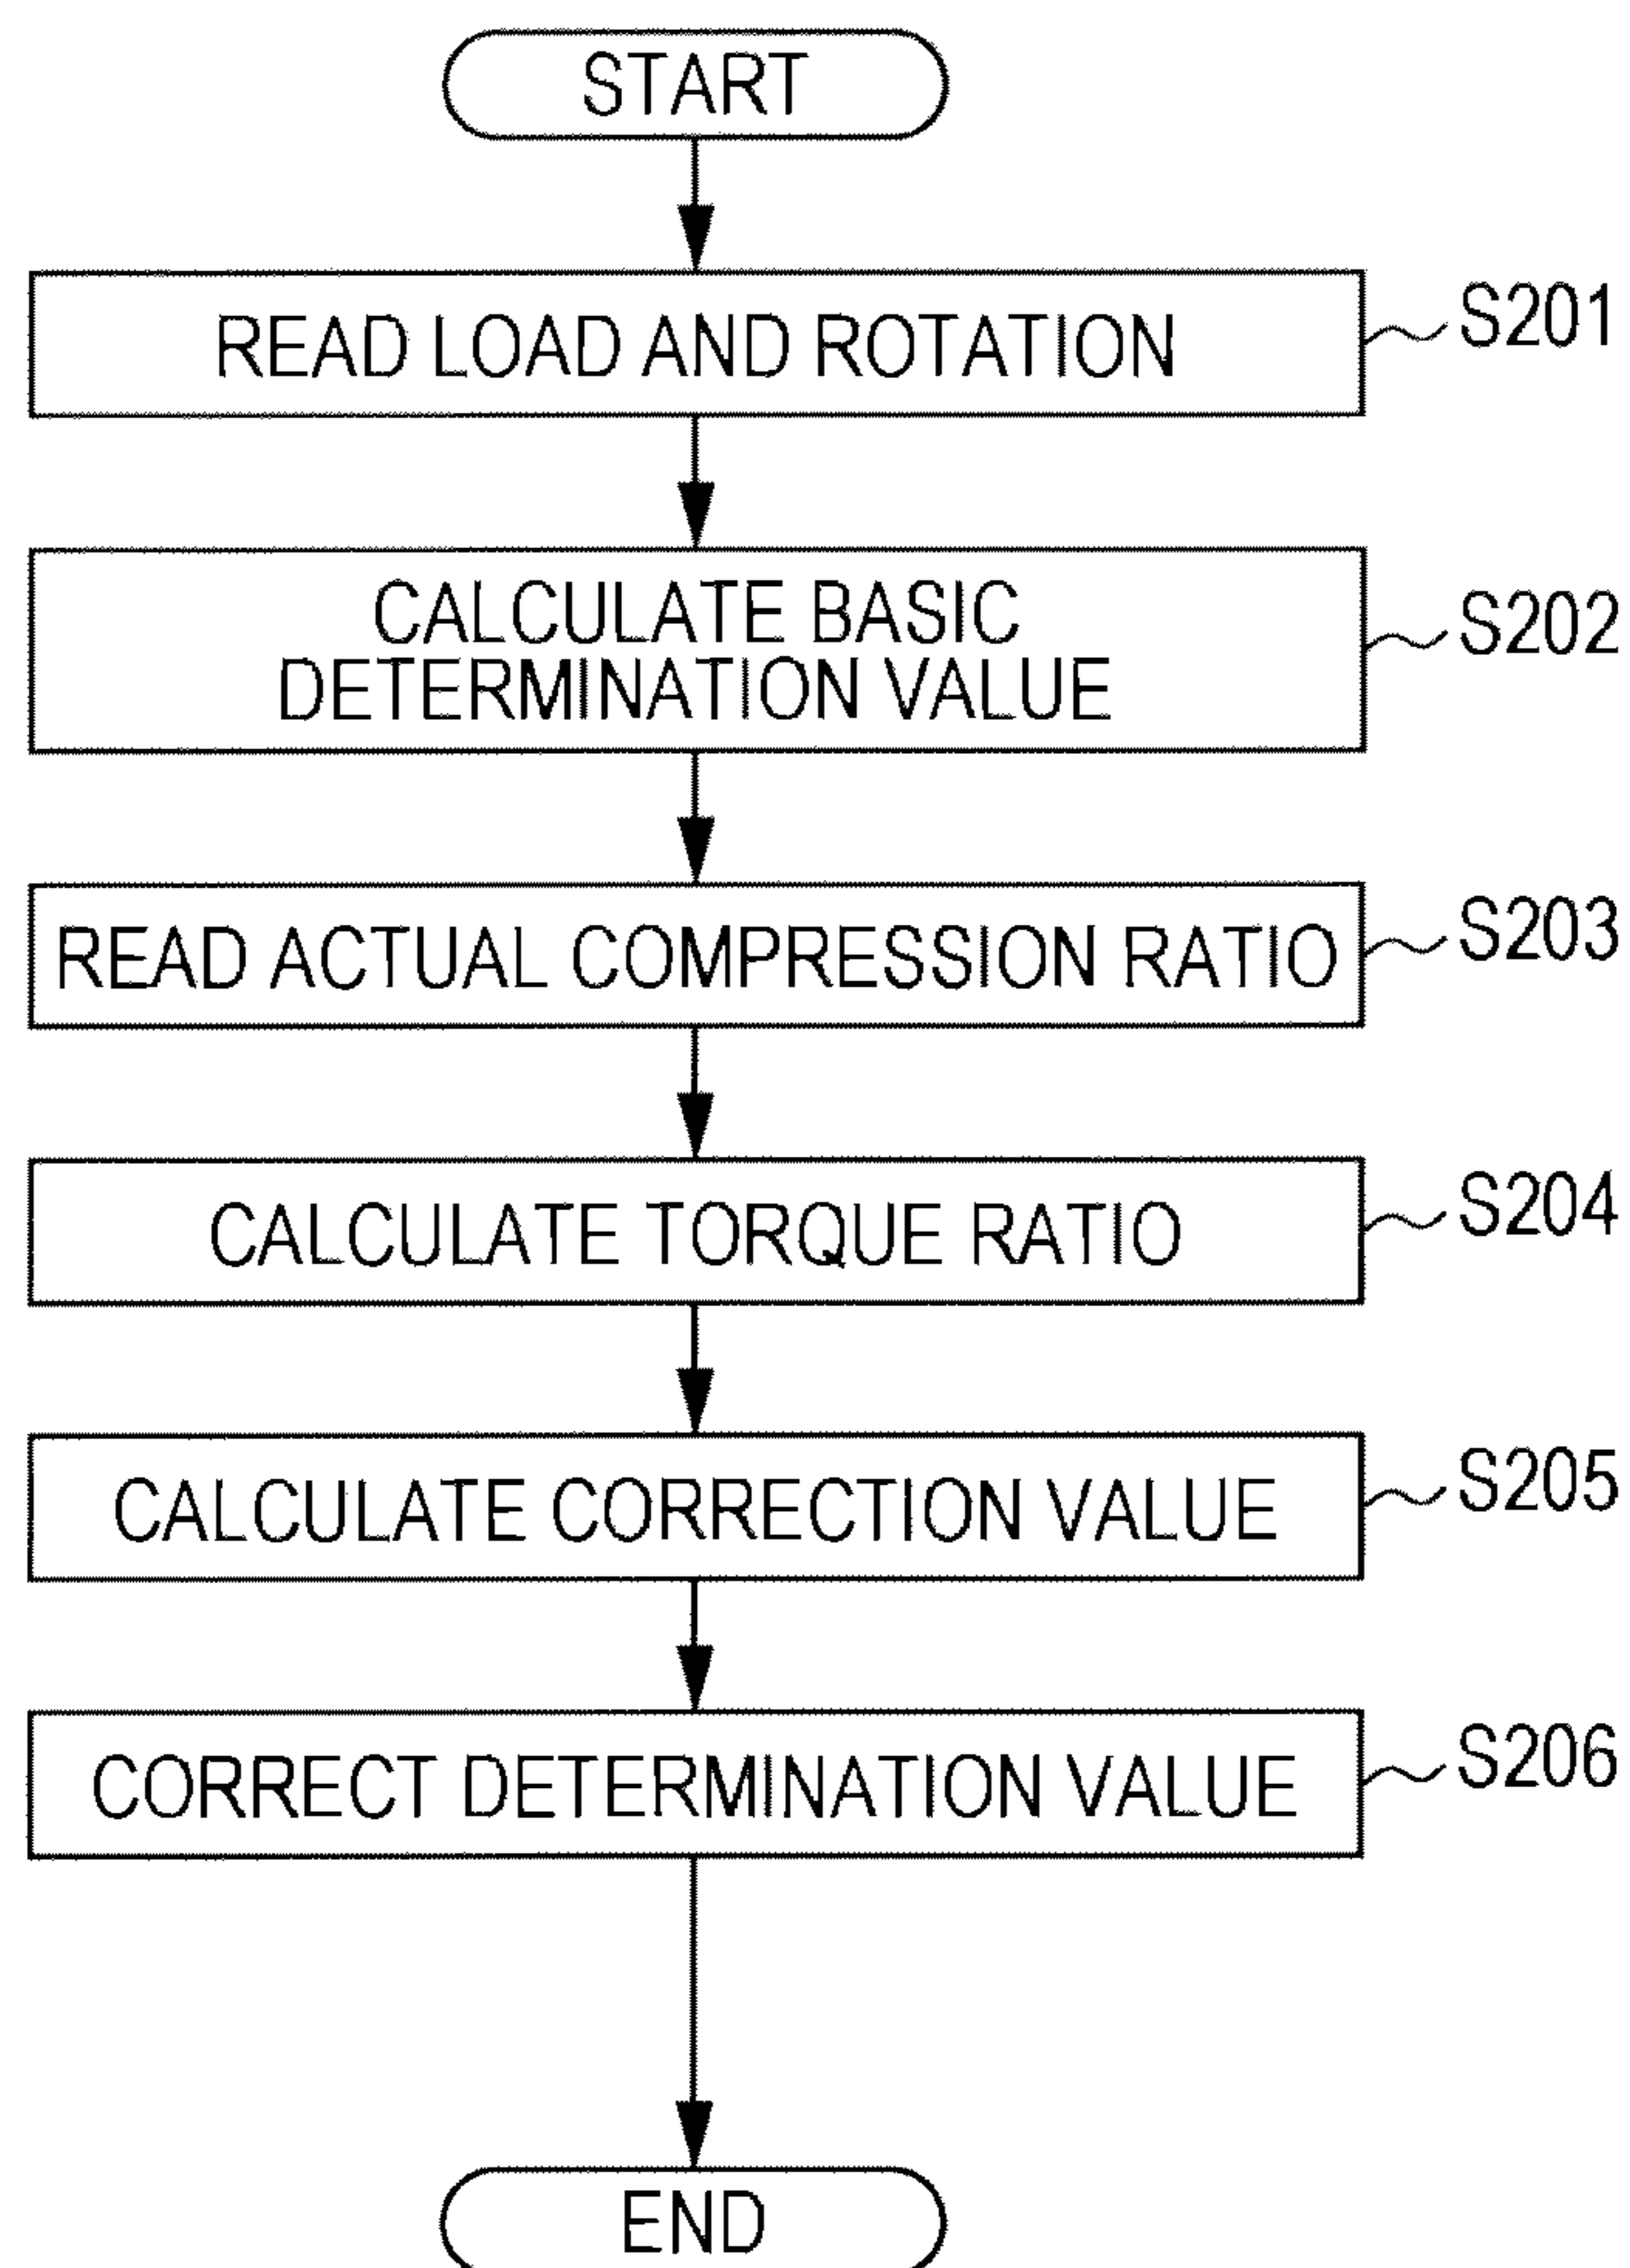 START
READ LOAD AND ROTATION
S201
CALCULATE BASIC
DETERMINATION VALUE
S202
READ ACTUAL COMPRESSION RATIO
S203
CALCULATE TORQUE RATIO
S204
CALCULATE CORRECTION VALUE
S205
CORRECT DETERMINATION VALUE
S206
END